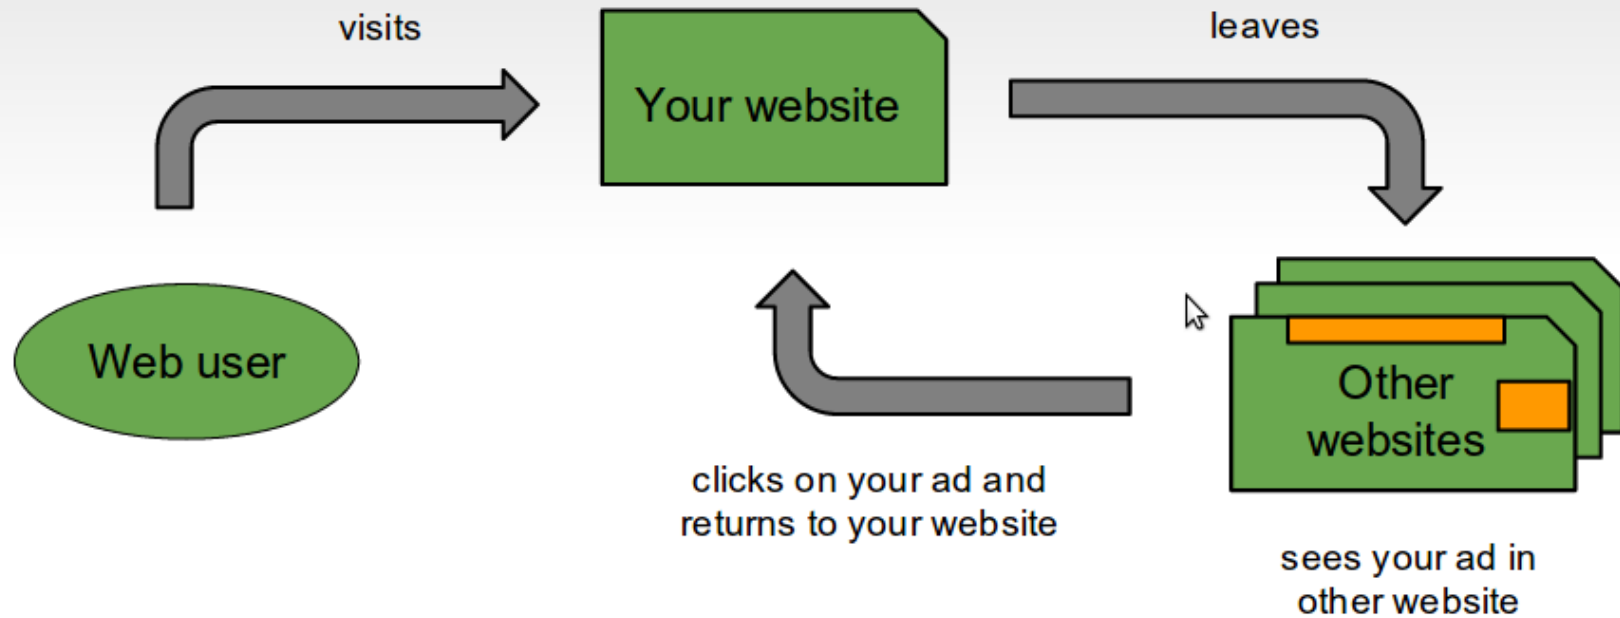 visits
Your website
leaves
Web user
Other
websites
clicks on your ad and
returns to your website
sees your ad in
other website